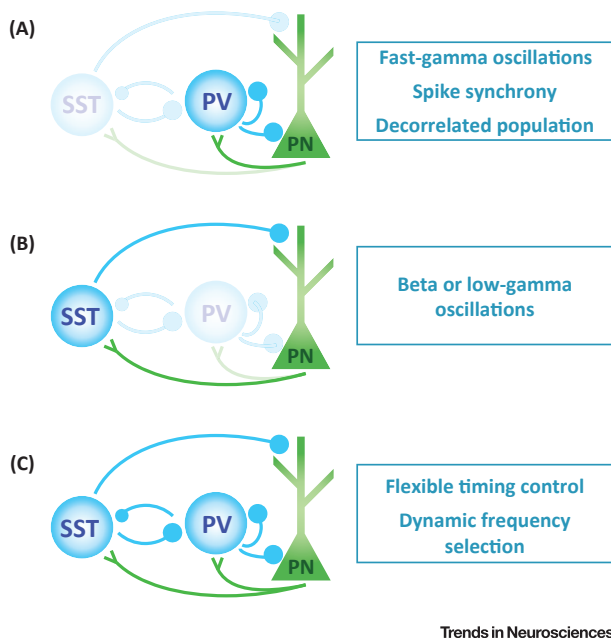 (A)
SST
PV
PN
Fast-gamma oscillations
Spike synchrony
Decorrelated population
(B)
SST
PV
PN
Beta or low-gamma
oscillations
(C)
SST
PV
PN
Flexible timing control
Dynamic frequency
selection
Trends in Neurosciences